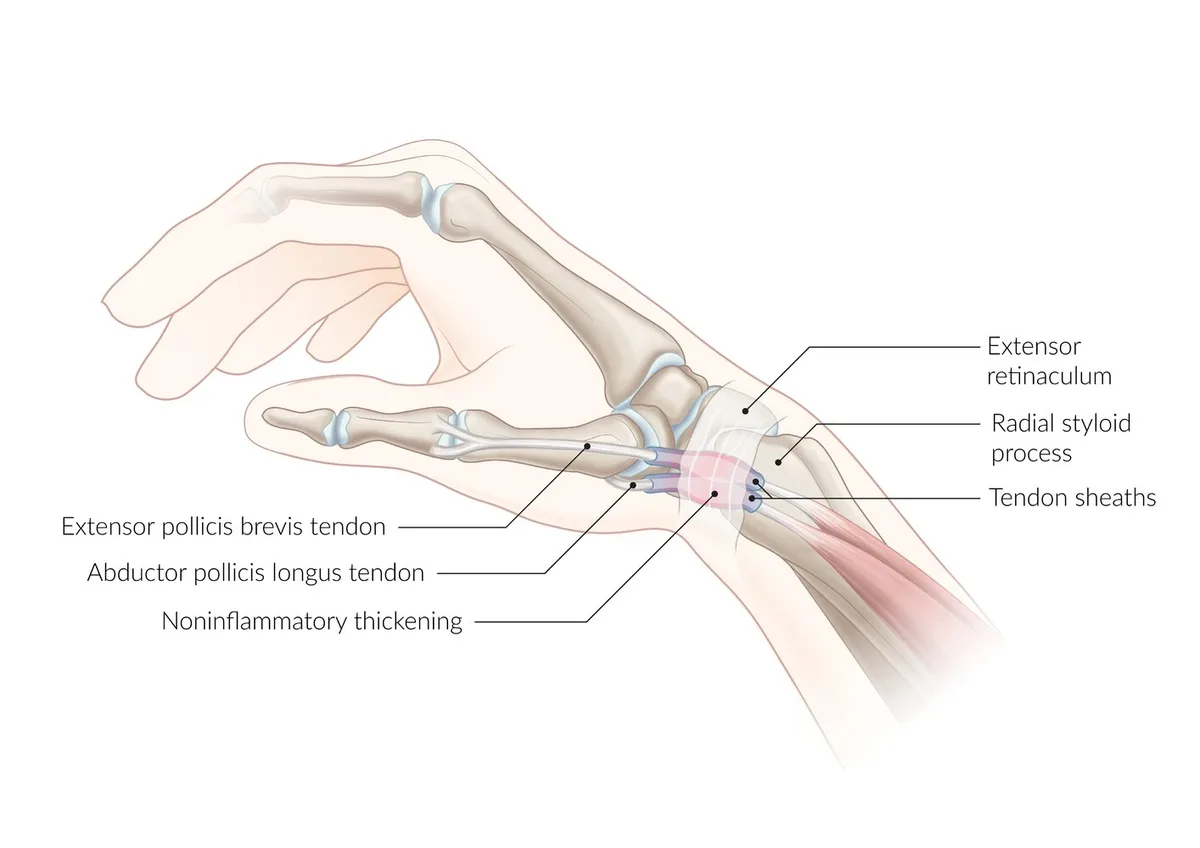 Extensor
retinaculum
Radial styloid
process
Tendon sheaths
Extensor pollicis brevis tendon
Abductor pollicis longus tendon
Noninflammatory thickening